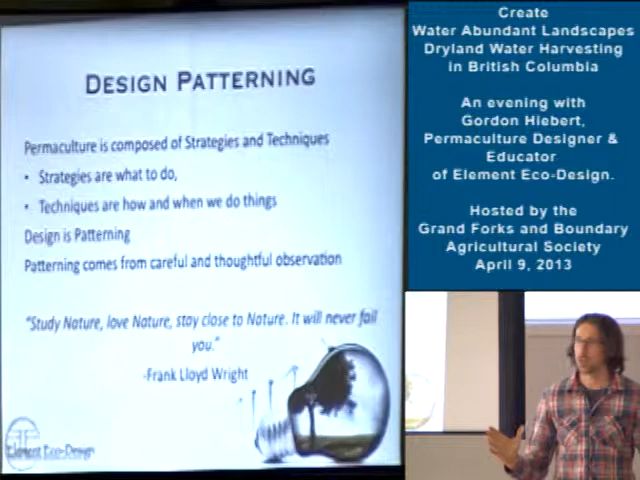 DESIGN PATTERNING
Permaculture is composed of Strategies and Techniques
• Strategies are what to do,
• Techniques are how and when we do things
Design is Patterning
Patterning comes from careful and thoughtful observation
"Study Nature, love Nature, stay close to Nature. It will never fail
you."
-Frank Lloyd Wright
Element Eco-Design
Create
Water Abundant Landscapes
Dryland Water Harvesting
in British Columbia
An evening with
Gordon Hiebert,
Permaculture Designer &
Educator
of Element Eco-Design.
Hosted by the
Grand Forks and Boundary
Agricultural Society
April 9, 2013